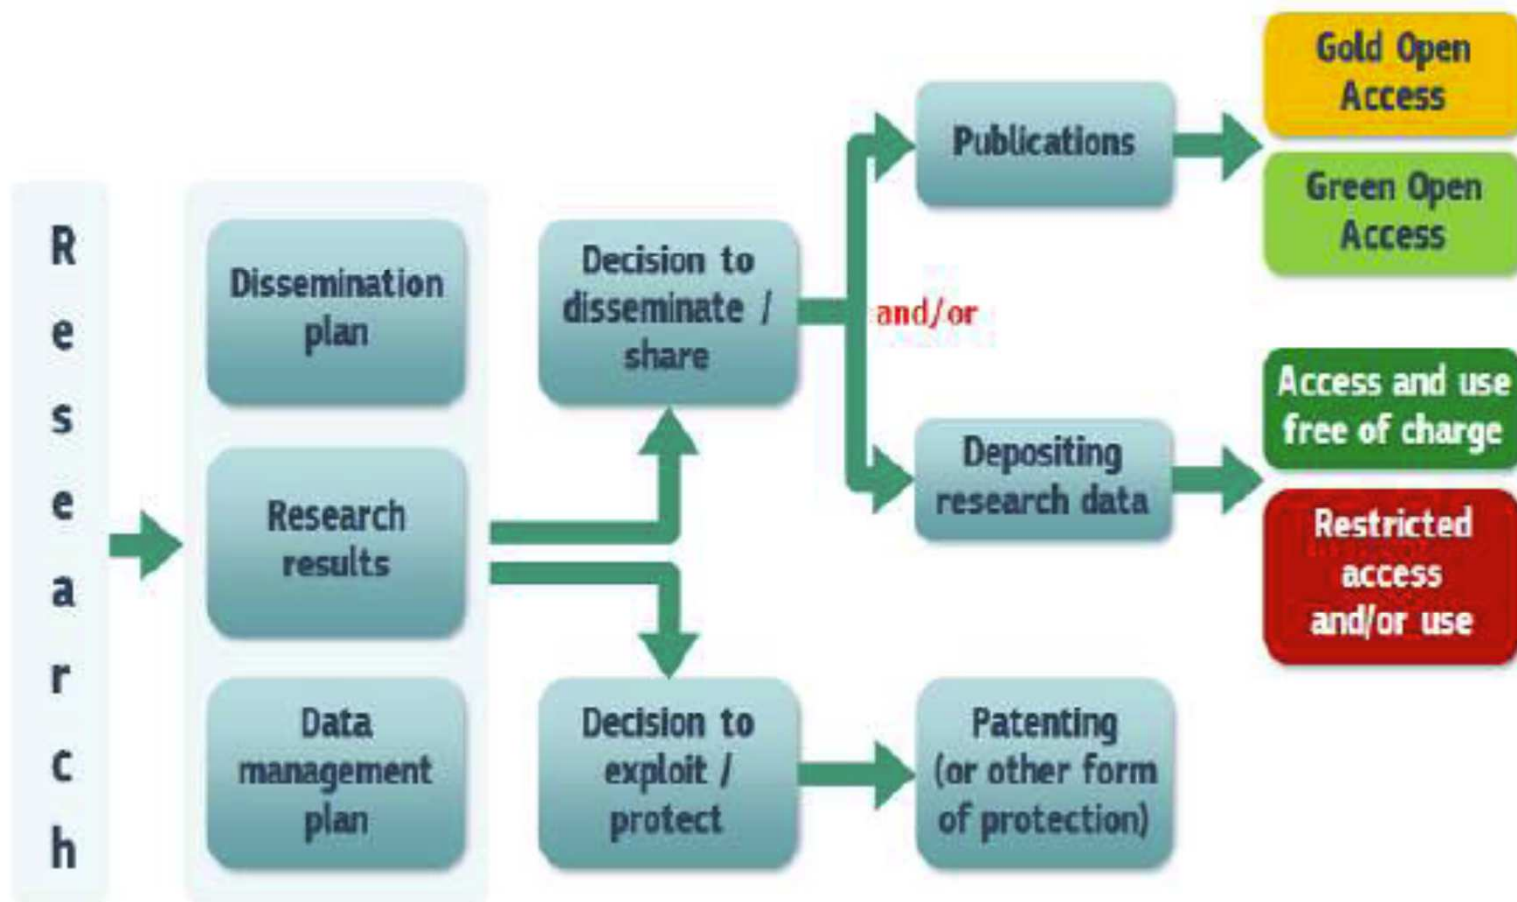 Research
Dissemination
plan
Research
results
Data
management
plan
Decision to
disseminate /
share
Decision to
exploit /
protect
and/or
Publications
Depositing
research data
Patenting
(or other form
of protection)
Gold Open
Access
Green Open
Access
Access and use
free of charge
Restricted
access
and/or use